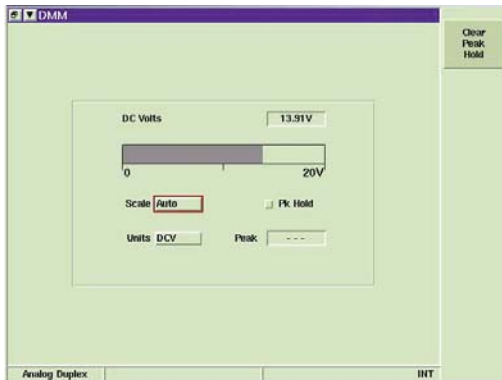 DMM
Clear
Peak
Hold
DC Volts 13.91V
0 20V
Scale Auto Pk Hold
Units DCV Peak - - -
Analog Duplex INT